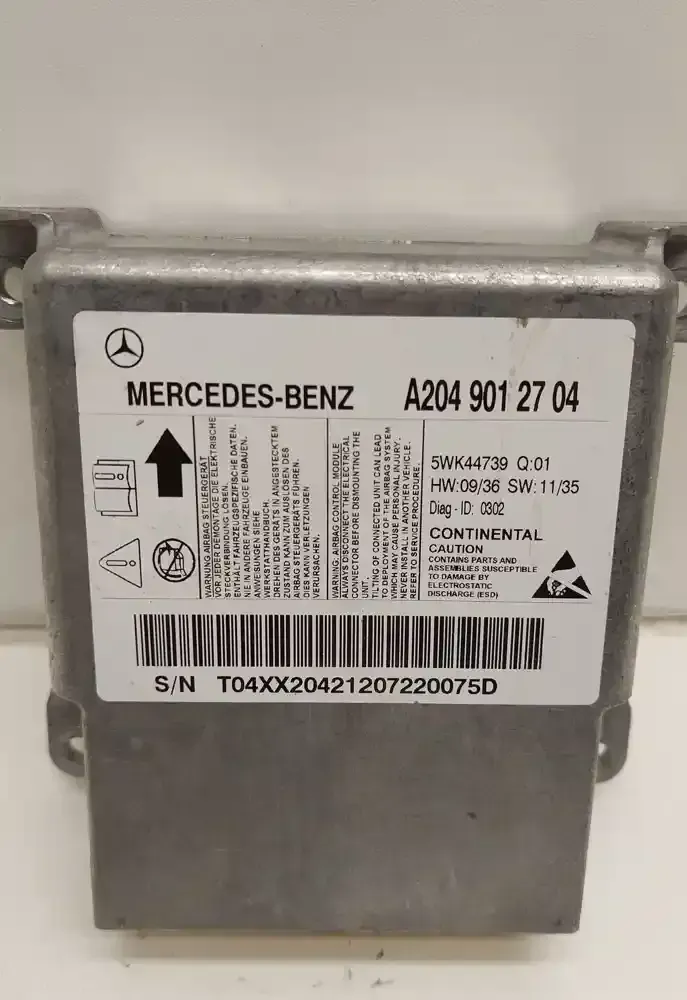 MERCEDES-BENZ A204 901 27 04
WARNUNG AIRBAG STEUERGERÄT
VOR JEDER DEMONTAGE DIE ELEKTRISCHE
STECKVERBINDUNG LÖSEN.
ENTHÄLT FAHRZEUGSPEZIFISCHE DATEN.
NIE IN ANDERE FAHRZEUGE EINBAUEN.
ANWEISUNGEN SIEHE
WERKSTATTHANDBUCH.
DREHEN DES GERÄTS IN ANGESTECKTEM
ZUSTAND KANN ZUM AUSLÖSEN DES
AIRBAG STEUERGERÄTS FÜHREN.
DIES KANN VERLETZUNGEN
VERURSACHEN.
WARNING: AIRBAG CONTROL MODULE
ALWAYS DISCONNECT THE ELECTRICAL
CONNECTOR BEFORE DISMOUNTING THE
UNIT.
TILTING OF CONNECTED UNIT CAN LEAD
TO DEPLOYMENT OF THE AIRBAG SYSTEM
WHICH MAY CAUSE PERSONAL INJURY.
NEVER INSTALL IN ANOTHER VEHICLE.
REFER TO SERVICE PROCEDURE.
5WK44739 Q:01
HW:09/36 SW:11/35
Diag - ID: 0302
CONTINENTAL
CAUTION
CONTAINS PARTS AND
ASSEMBLIES SUSCEPTIBLE
TO DAMAGE BY
ELECTROSTATIC
DISCHARGE (ESD)
S/N T04XX20421207220075D